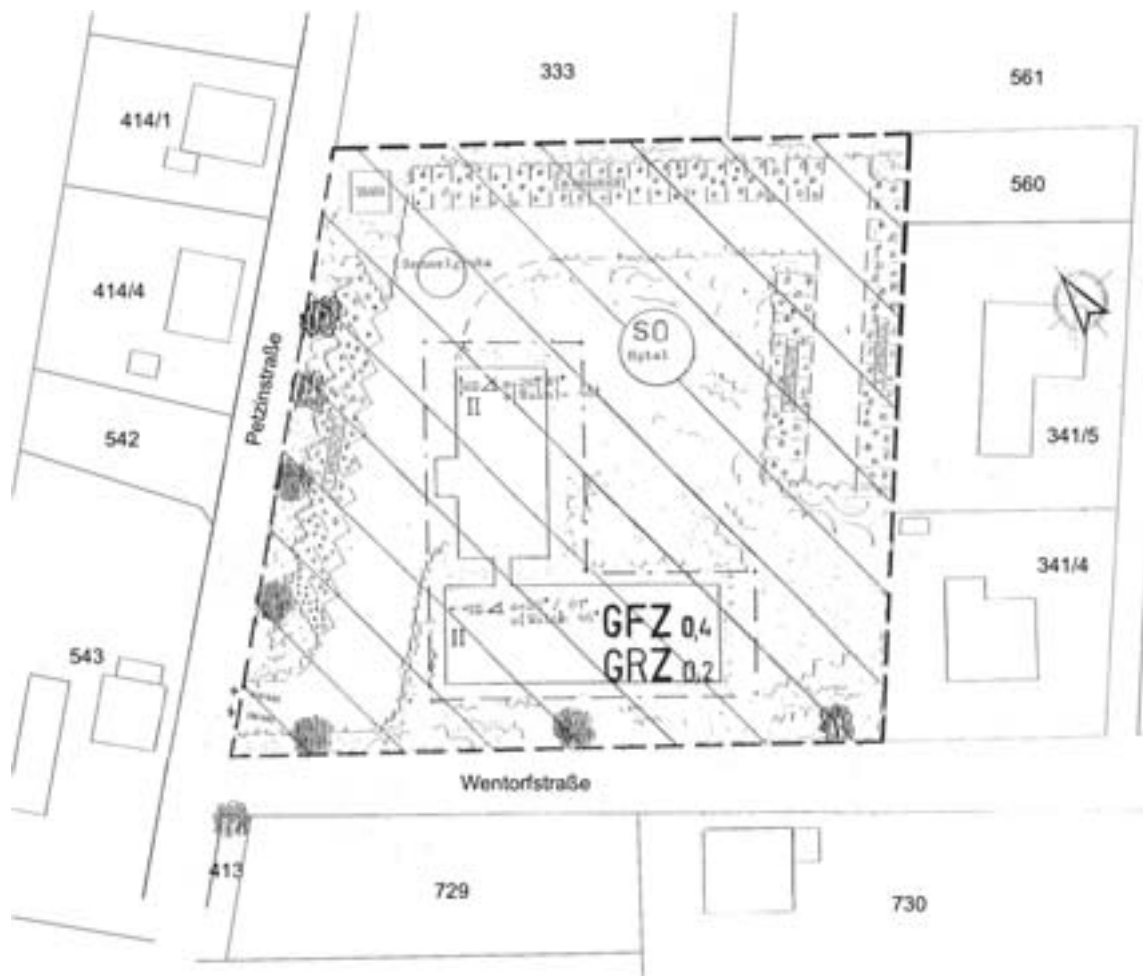 333
561
414/1
560
414/4
SO
Hotel
Petzinstraße
II
542
341/5
341/4
II
GFZ 0,4
GRZ 0,2
543
Wentorfstraße
413
729
730